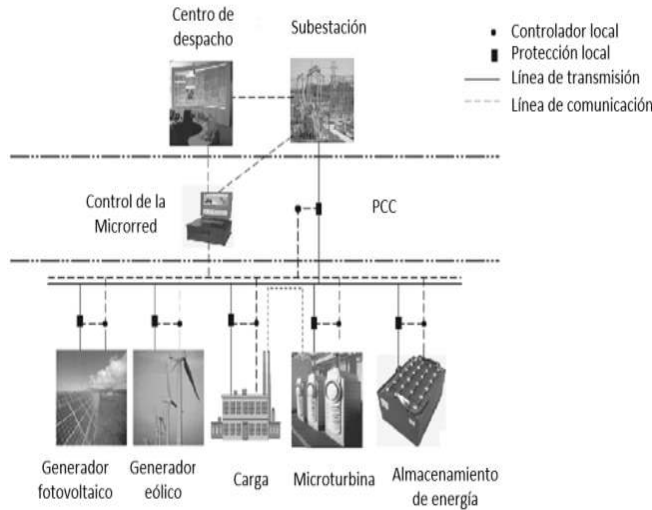 Centro de
despacho
Subestación
Controlador local
Protección local
Línea de transmisión
Línea de comunicación
Control de la
Microrred
PCC
Generador
fotovoltaico
Generador
eólico
Carga
Microturbina
Almacenamiento
de energía